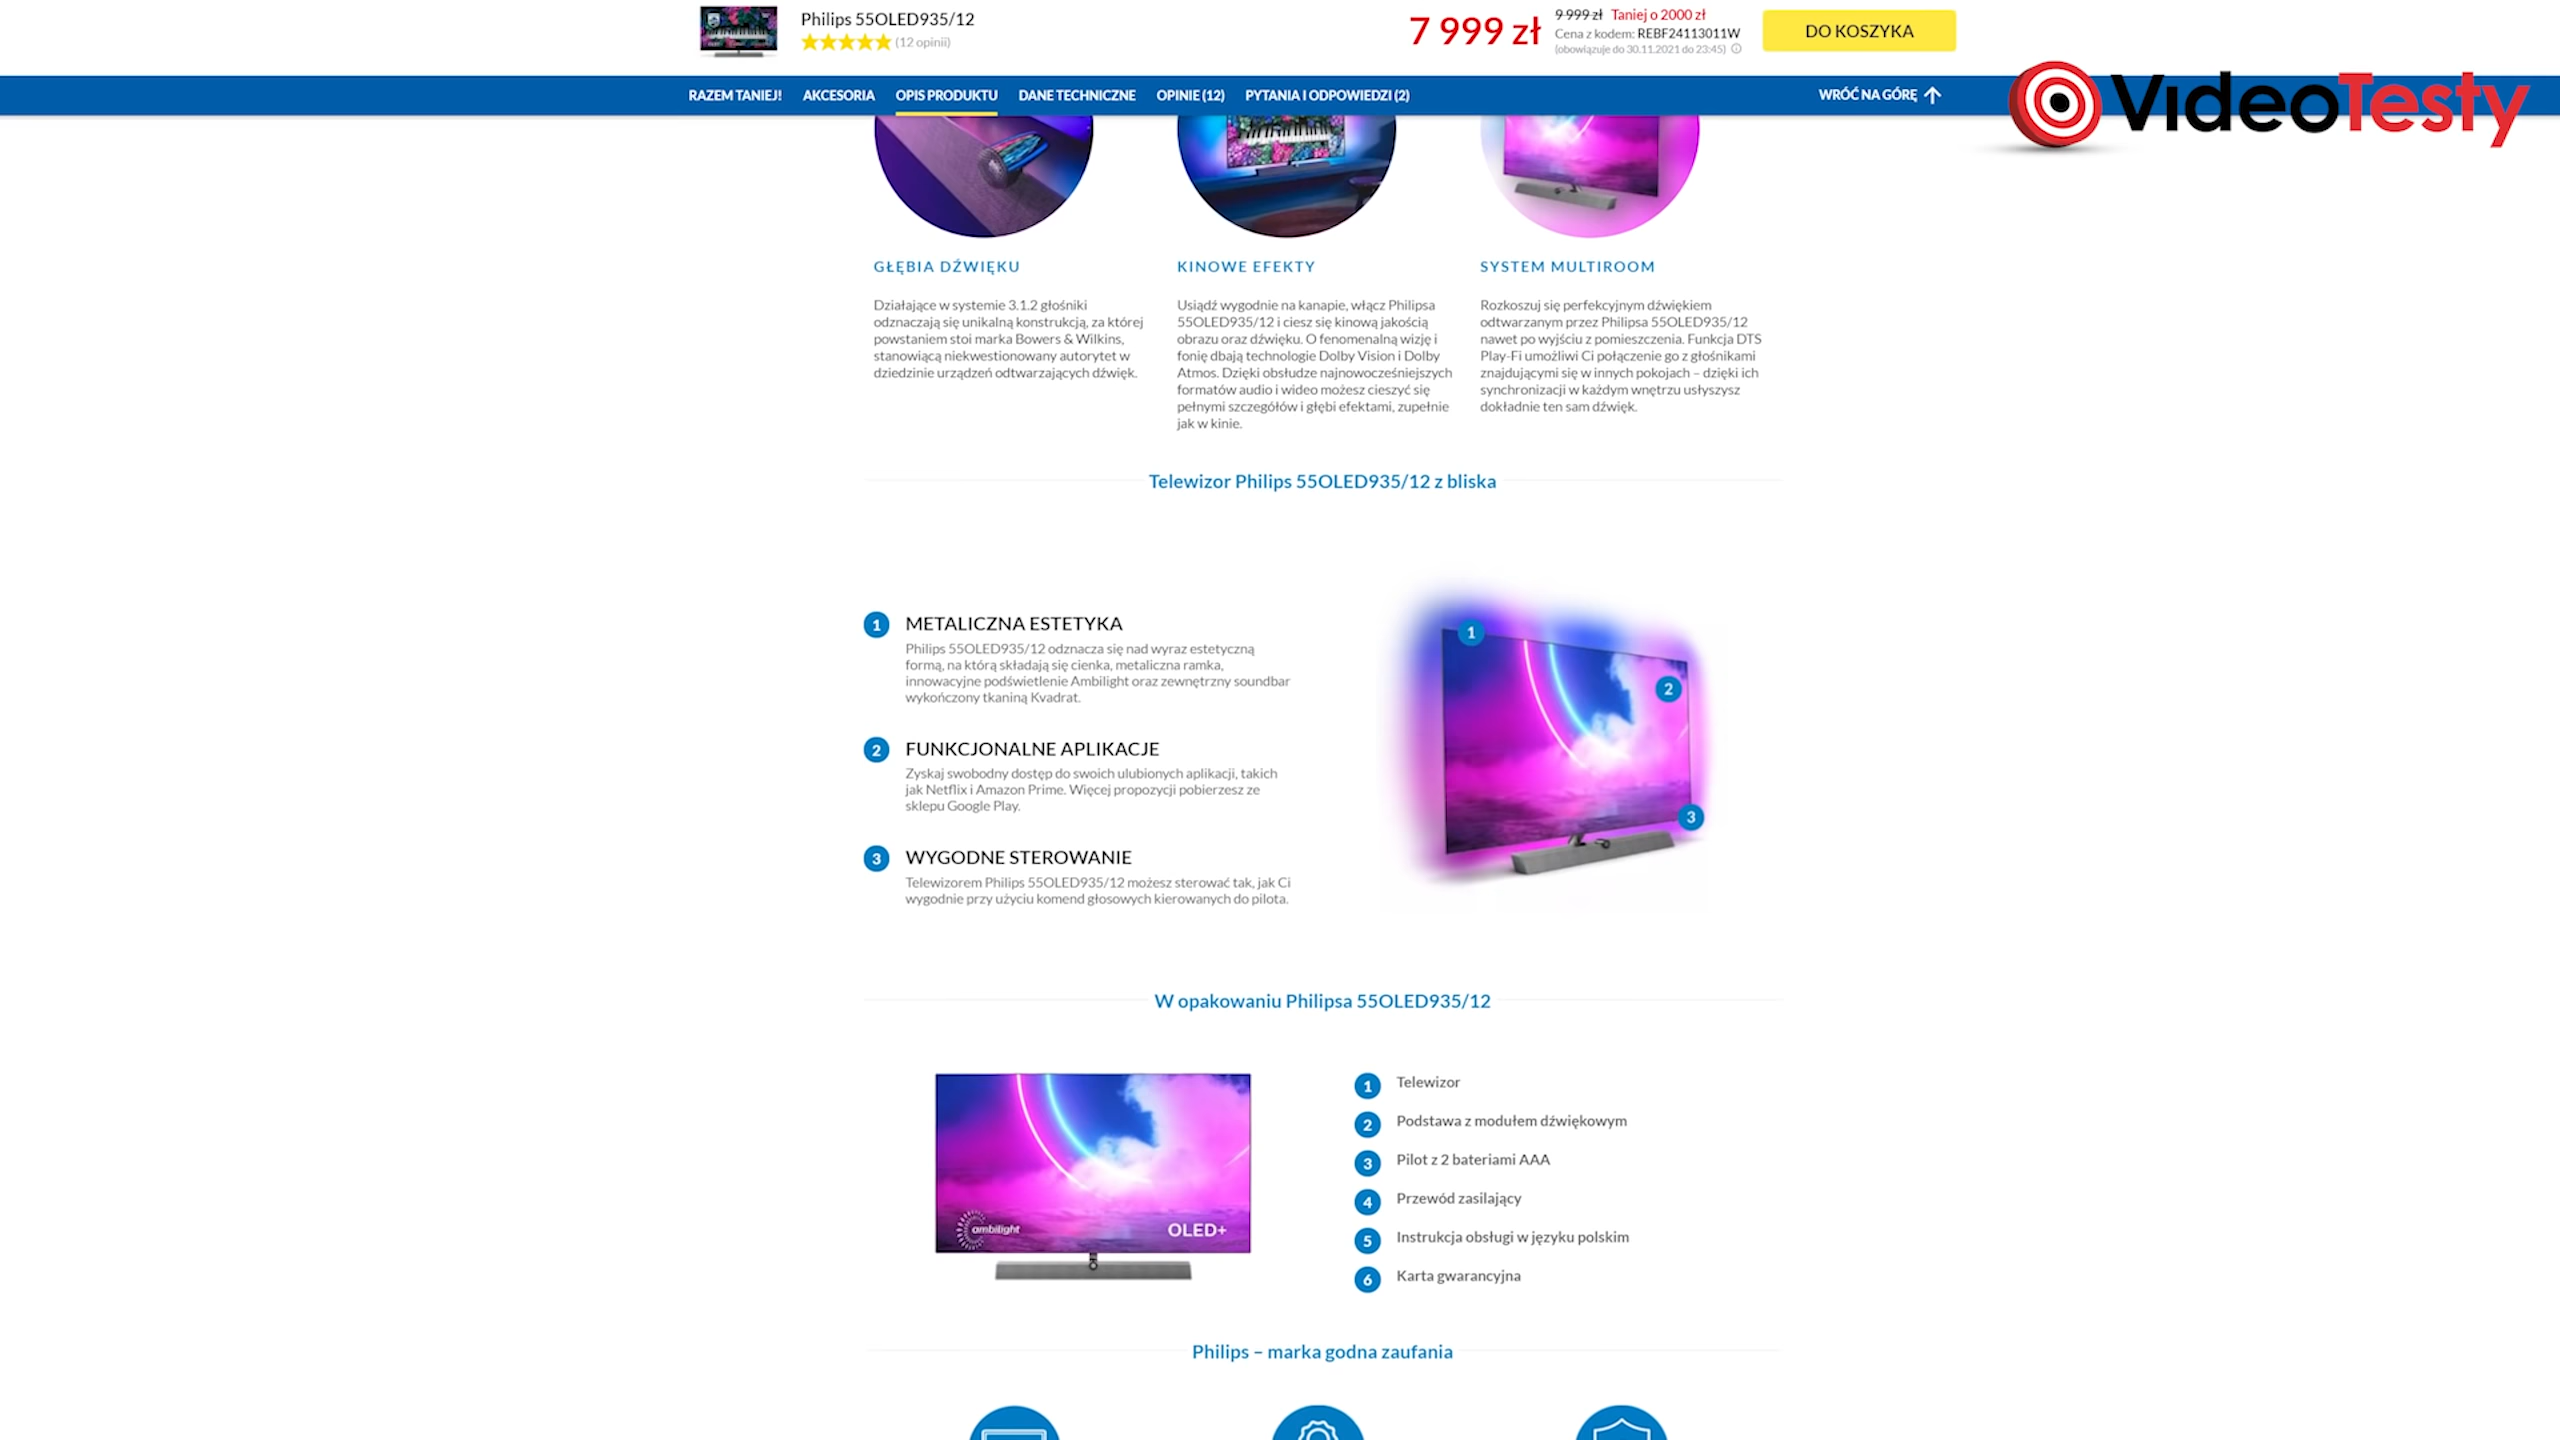 Philips 55OLED935/12
(12 opinii)
7 999 zł
9 999 zł Taniej o 2000 zł
Cena z kodem: REBF24113011W
(obowiązuje do 30.11.2021 do 23:45)
DO KOSZYKA
RAZEM TANIEJ! AKCESORIA OPIS PRODUKTU DANE TECHNICZNE OPINIE (12) PYTANIA I ODPOWIEDZI (2) WRÓĆ NA GÓRĘ
VideoTesty
GŁĘBIA DŹWIĘKU
Działające w systemie 3.1.2 głośniki
odznaczają się unikalną konstrukcją, za której
powstaniem stoi marka Bowers & Wilkins,
stanowiącą niekwestionowany autorytet w
dziedzinie urządzeń odtwarzających dźwięk.
KINOWE EFEKTY
Usiądź wygodnie na kanapie, włącz Philipsa
55OLED935/12 i ciesz się kinową jakością
obrazu oraz dźwięku. O fenomenalną wizję i
fonię dbają technologie Dolby Vision i Dolby
Atmos. Dzięki obsłudze najnowocześniejszych
formatów audio i wideo możesz cieszyć się
pełnymi szczegółów i głębi efektami, zupełnie
jak w kinie.
SYSTEM MULTIROOM
Rozkoszuj się perfekcyjnym dźwiękiem
odtwarzanym przez Philipsa 55OLED935/12
nawet po wyjściu z pomieszczenia. Funkcja DTS
Play-Fi umożliwi Ci połączenie go z głośnikami
znajdującymi się w innych pokojach – dzięki ich
synchronizacji w każdym wnętrzu usłyszysz
dokładnie ten sam dźwięk.
Telewizor Philips 55OLED935/12 z bliska
1 METALICZNA ESTETYKA
Philips 55OLED935/12 odznacza się nad wyraz estetyczną
formą, na którą składają się cienka, metaliczna ramka,
innowacyjne podświetlenie Ambilight oraz zewnętrzny soundbar
wykończony tkaniną Kvadrat.
2 FUNKCJONALNE APLIKACJE
Zyskaj swobodny dostęp do swoich ulubionych aplikacji, takich
jak Netflix i Amazon Prime. Więcej propozycji pobierzesz ze
sklepu Google Play.
3 WYGODNE STEROWANIE
Telewizorem Philips 55OLED935/12 możesz sterować tak, jak Ci
wygodnie przy użyciu komend głosowych kierowanych do pilota.
1
2
3
W opakowaniu Philipsa 55OLED935/12
ambilight
OLED+
1 Telewizor
2 Podstawa z modułem dźwiękowym
3 Pilot z 2 bateriami AAA
4 Przewód zasilający
5 Instrukcja obsługi w języku polskim
6 Karta gwarancyjna
Philips – marka godna zaufania